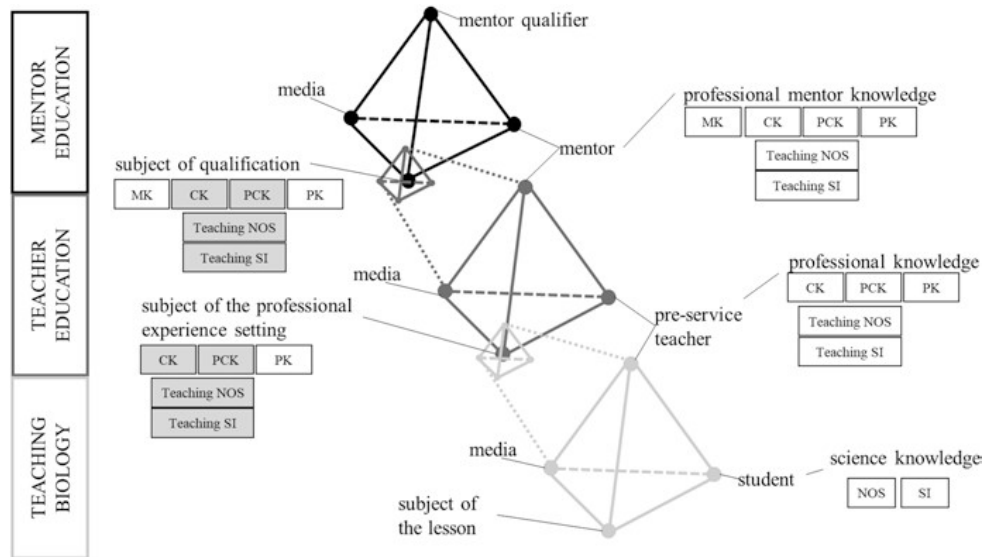 MENTOR
EDUCATION
TEACHER
EDUCATION
TEACHING
BIOLOGY
mentor qualifier
media
mentor
professional mentor knowledge
MK CK PCK PK
Teaching NOS
Teaching SI
subject of qualification
MK CK PCK PK
Teaching NOS
Teaching SI
media
pre-service
teacher
professional knowledge
CK PCK PK
Teaching NOS
Teaching SI
subject of the professional
experience setting
CK PCK PK
Teaching NOS
Teaching SI
media
student
science knowledge
NOS SI
subject of
the lesson